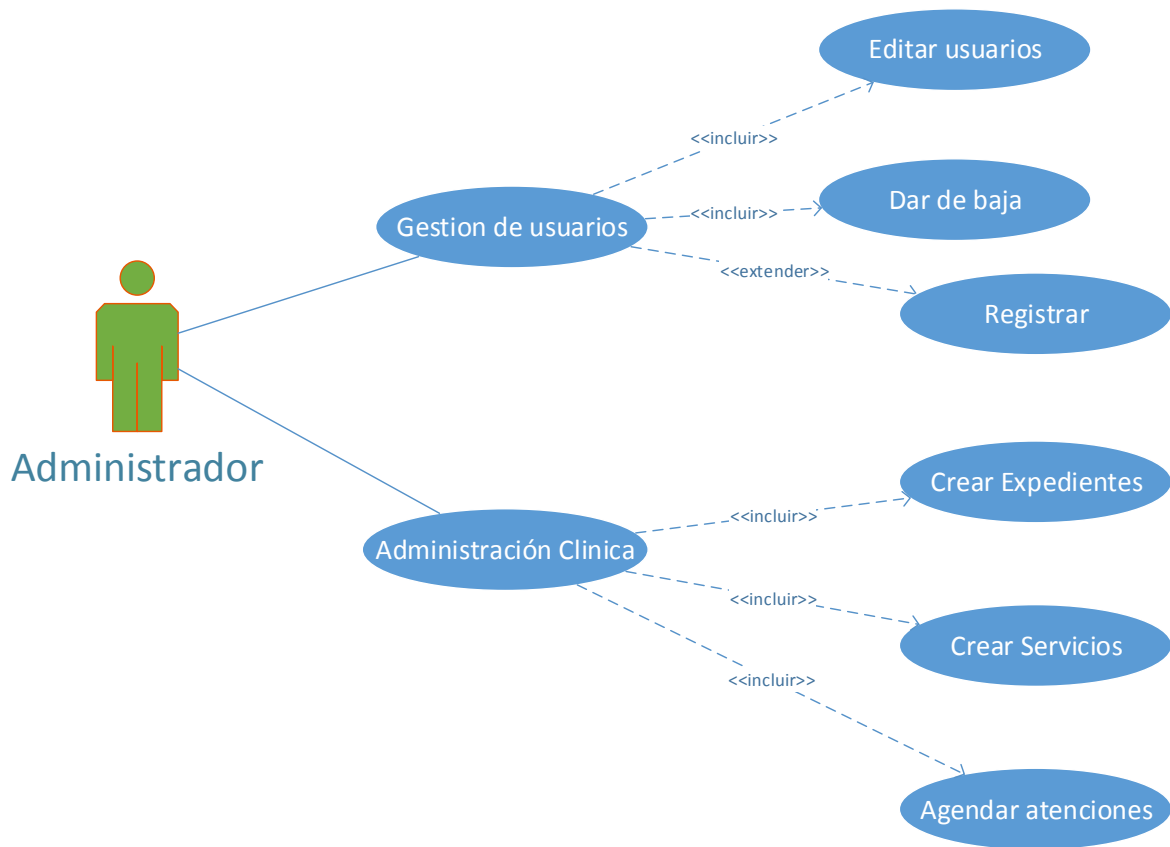 Editar usuarios
<<incluir>>
Dar de baja
<<incluir>>
Gestion de usuarios
<<extender>>
Registrar
Administrador
Crear Expedientes
<<incluir>>
Administración Clinica
<<incluir>>
Crear Servicios
<<incluir>>
Agendar atenciones